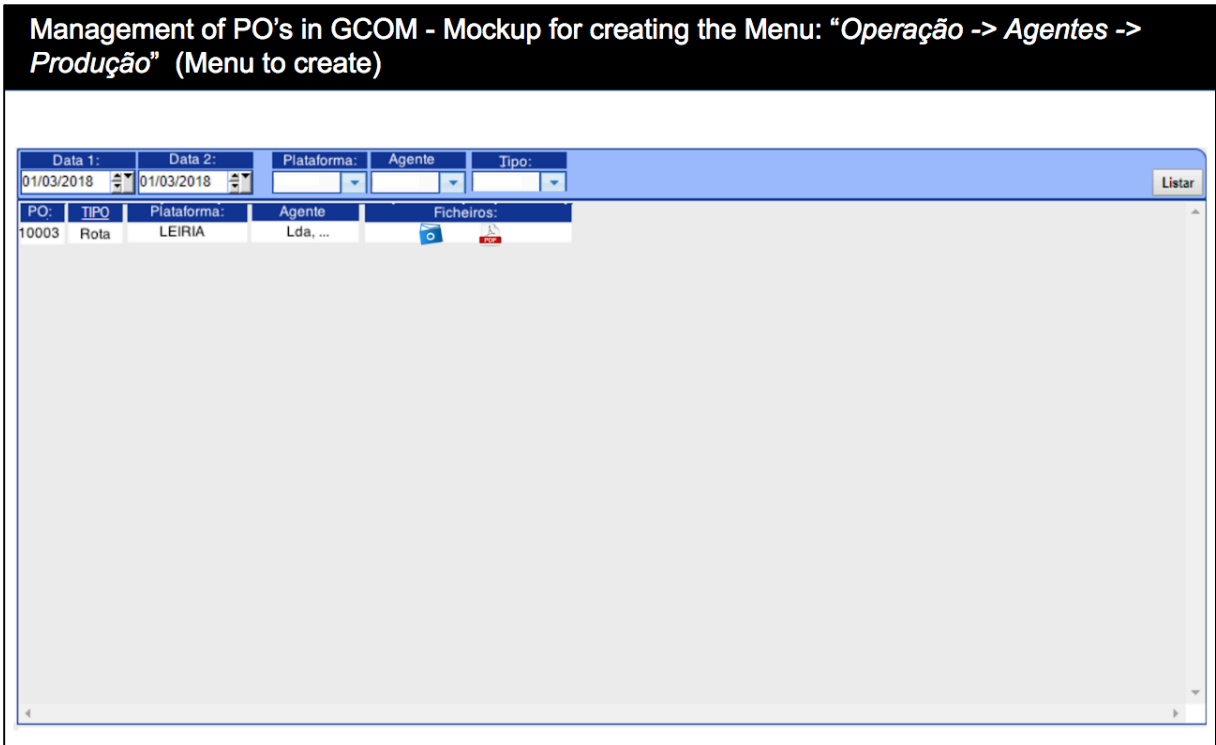 Management of PO’s in GCOM - Mockup for creating the Menu: “Operação -> Agentes ->
Produção” (Menu to create)
Data 1: Data 2: Plataforma: Agente Tipo:
01/03/2018 01/03/2018 Listar
PO: TIPO Plataforma: Agente Ficheiros:
10003 Rota LEIRIA Lda, ... PDF